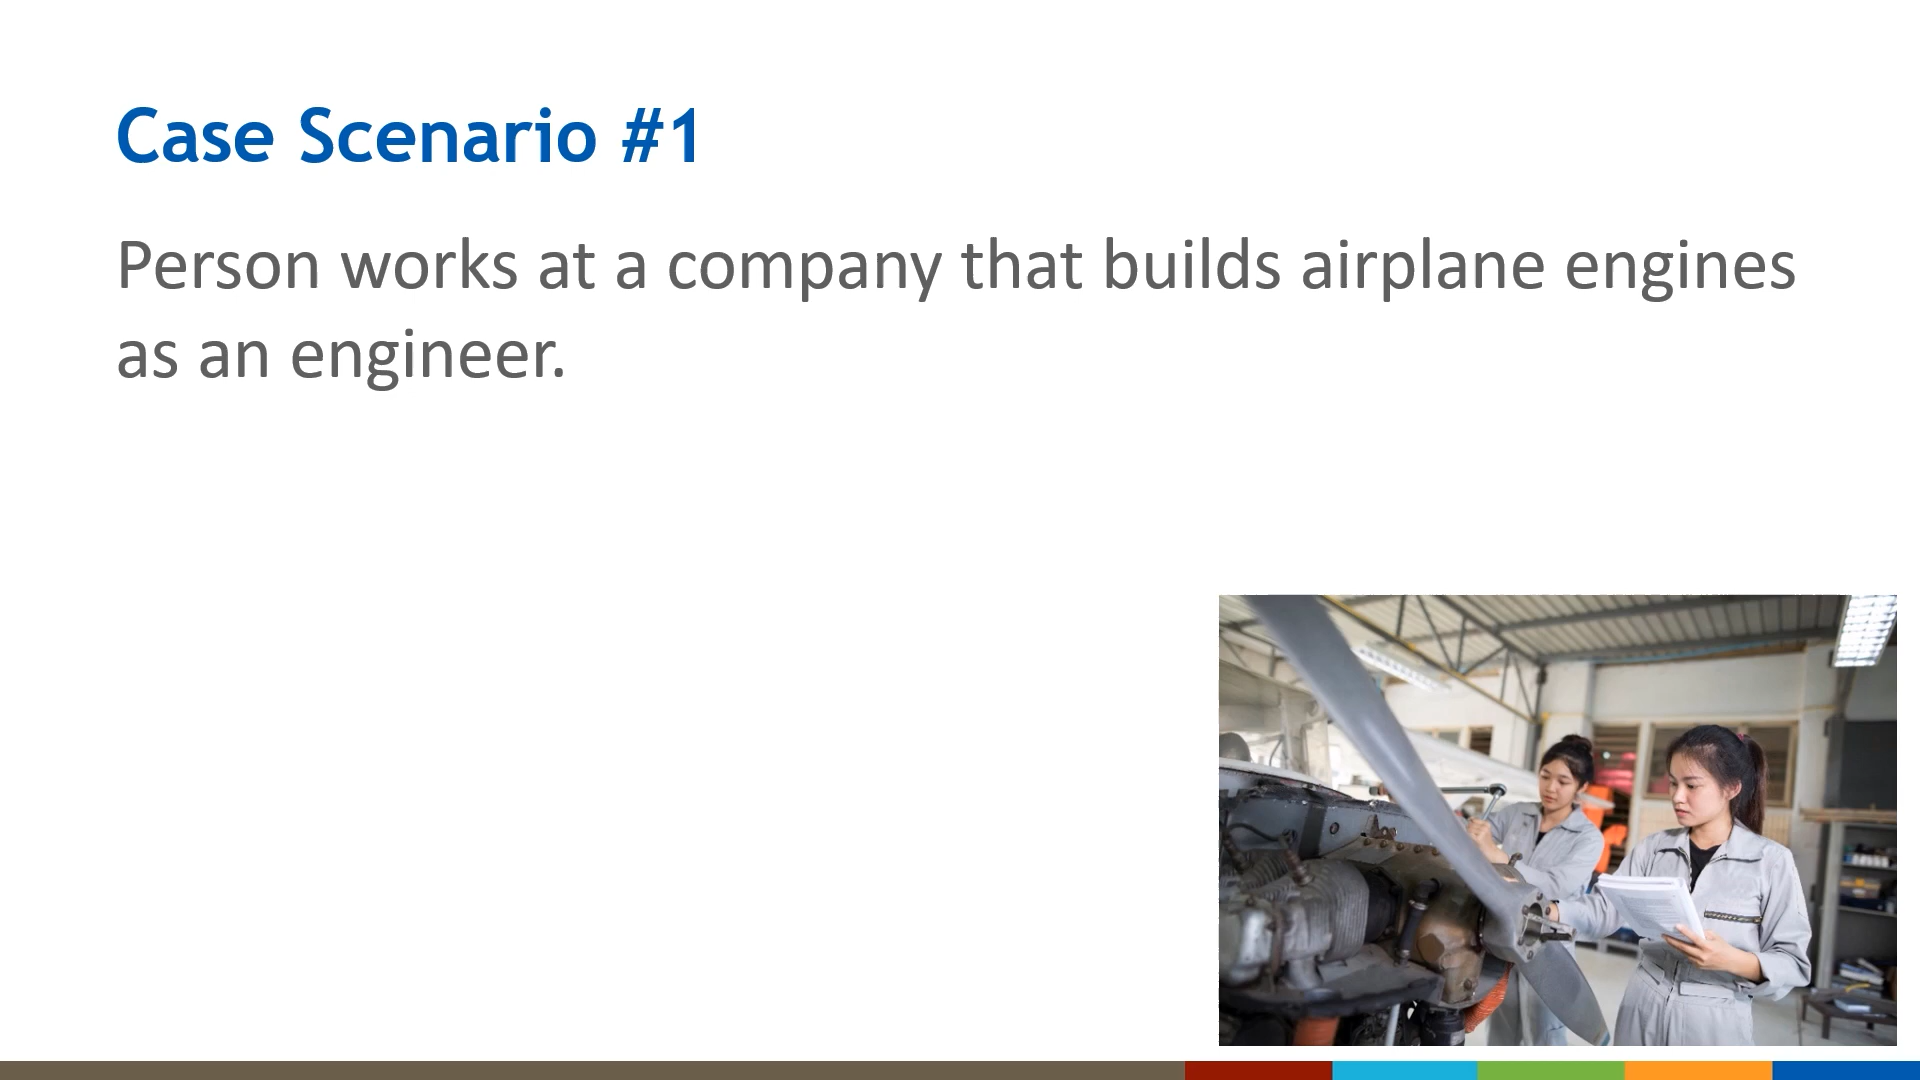 Case Scenario #1
Person works at a company that builds airplane engines
as an engineer.